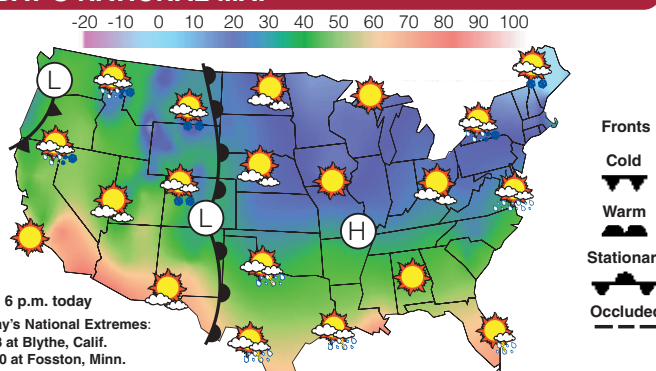 -20 -10 0 10 20 30 40 50 60 70 80 90 100
L
L
H
Fronts
Cold
Warm
6 p.m. today
National Extremes:
at Blythe, Calif.
at Fosston, Minn.